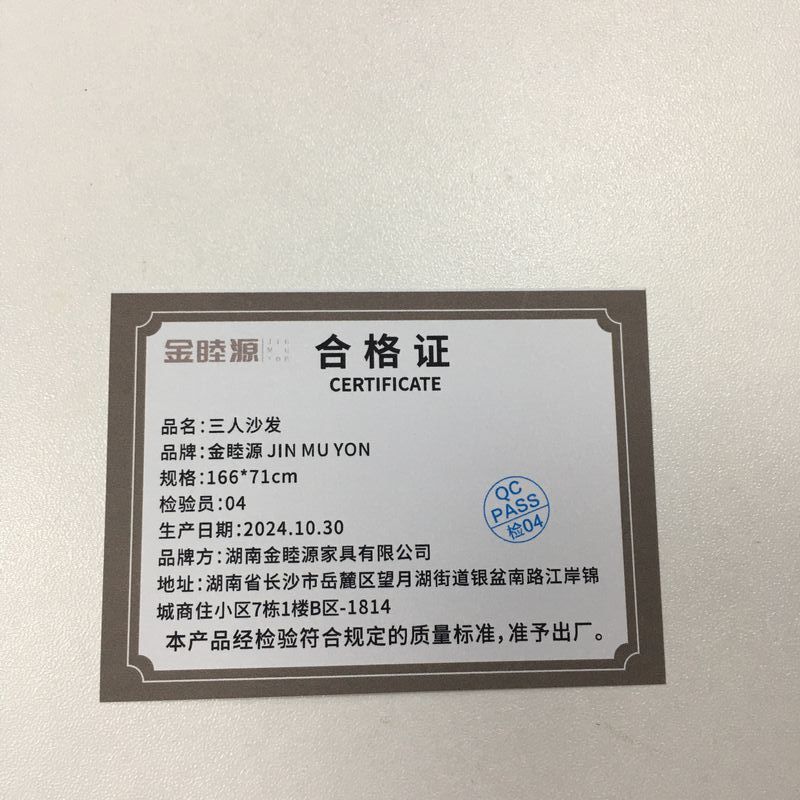 金睦源
JIN
MU
YON
合格证
CERTIFICATE
品名:三人沙发
品牌:金睦源 JIN MU YON
规格:166*71cm
检验员:04
生产日期:2024.10.30
品牌方:湖南金睦源家具有限公司
地址:湖南省长沙市岳麓区望月湖街道银盆南路江岸锦
城商住小区7栋1楼B区-1814
本产品经检验符合规定的质量标准,准予出厂。
QC
PASS
检04